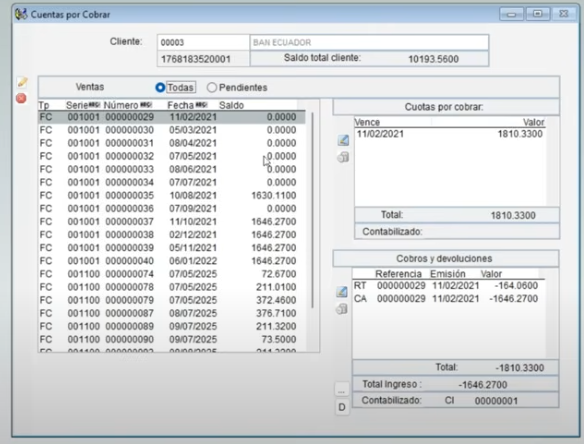 Cuentas por Cobrar
Cliente: 00003 BAN ECUADOR
1768183520001 Saldo total cliente: 10193.5600
Ventas Todas Pendientes
Tp Serie Número Fecha Saldo
FC 001001 000000029 11/02/2021 0.0000
FC 001001 000000030 05/03/2021 0.0000
FC 001001 000000031 08/04/2021 0.0000
FC 001001 000000032 07/05/2021 0.0000
FC 001001 000000033 08/06/2021 0.0000
FC 001001 000000034 07/07/2021 0.0000
FC 001001 000000035 10/08/2021 1630.1100
FC 001001 000000036 07/09/2021 0.0000
FC 001001 000000037 11/10/2021 1646.2700
FC 001001 000000038 02/12/2021 1646.2700
FC 001001 000000039 05/11/2021 1646.2700
FC 001001 000000040 06/01/2022 1646.2700
FC 001100 000000074 07/05/2025 72.6700
FC 001100 000000078 07/05/2025 211.0100
FC 001100 000000079 07/05/2025 372.4600
FC 001100 000000087 08/07/2025 376.7100
FC 001100 000000089 09/07/2025 211.3200
FC 001100 000000090 09/07/2025 73.5000
Cuotas por cobrar:
Vence Valor
11/02/2021 1810.3300
Total: 1810.3300
Contabilizado:
Cobros y devoluciones
Referencia Emisión Valor
RT 000000029 11/02/2021 -164.0600
CA 000000029 11/02/2021 -1646.2700
Total: -1810.3300
... Total Ingreso : -1646.2700
D Contabilizado: CI 00000001